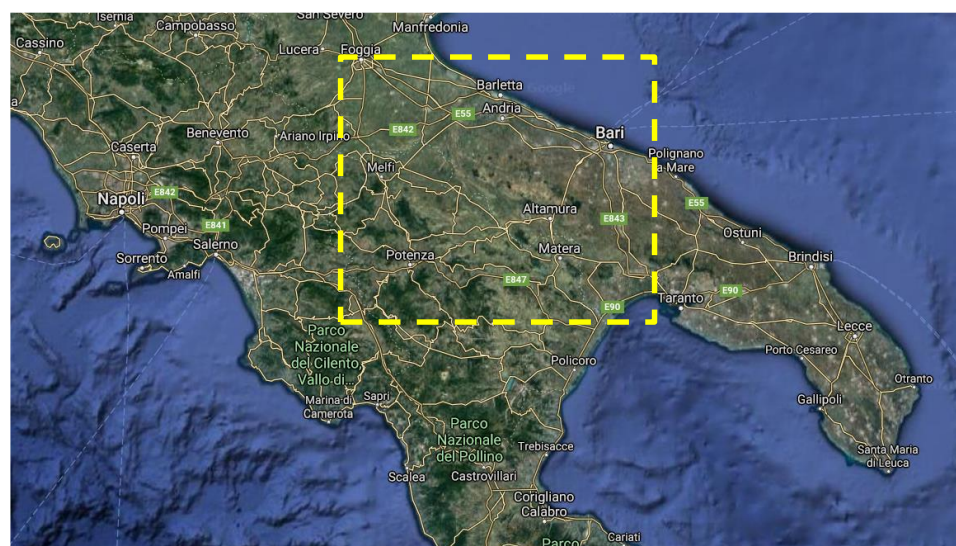 Isernia
Campobasso
San Severo
Manfredonia
Cassino
Lucera
Foggia
Barletta
Google
Andria
E55
Benevento
Ariano Irpino
E842
Bari
Caserta
Polignano
a Mare
Melfi
Napoli
E842
E55
Altamura
E843
Pompei
E841
Ostuni
Salerno
Sorrento
Matera
Brindisi
Potenza
Amalfi
E847
E90
Taranto
E90
Parco
Nazionale
del Cilento,
Vallo di...
Lecce
Porto Cesareo
Policoro
Otranto
Marina di
Camerota
Sapri
Gallipoli
Parco
Nazionale
del Pollino
Trebisacce
Santa Maria
di Leuca
Scalea
Castrovillari
Corigliano
Calabro
Cariati
Parco